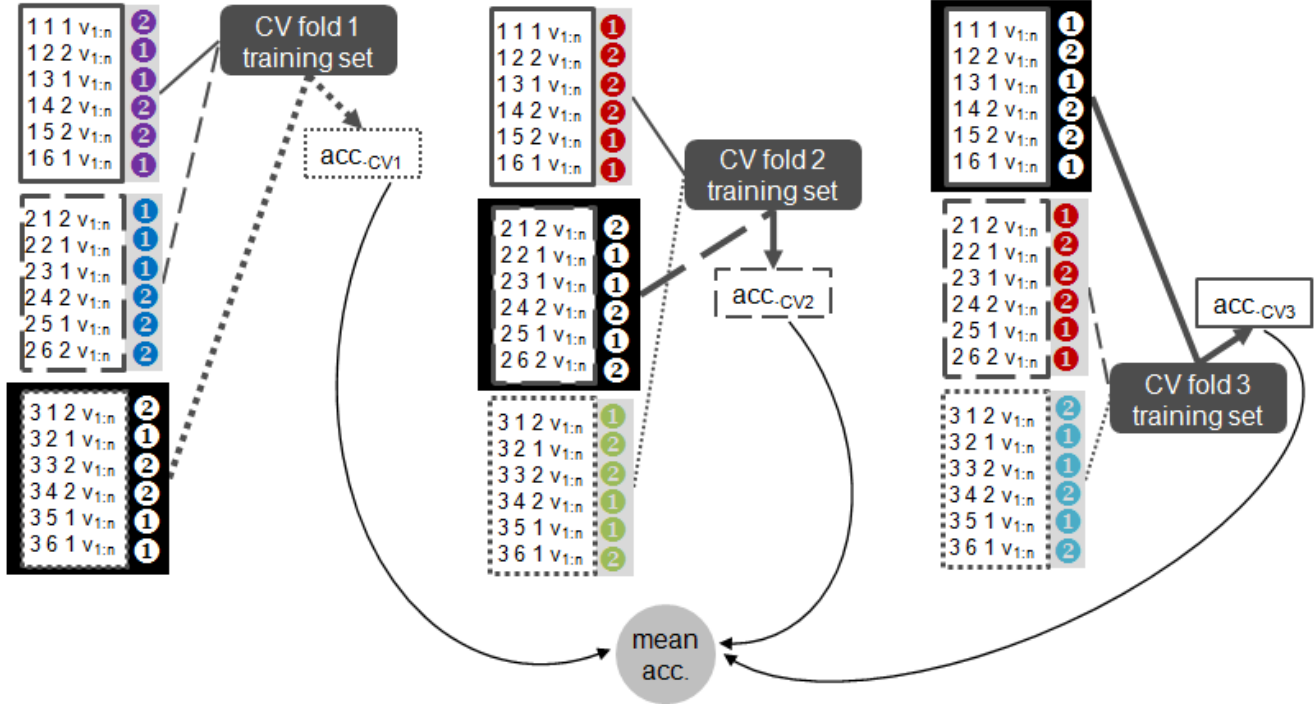 1 1 1 v1:n 2
1 2 2 v1:n 1
1 3 1 v1:n 1
1 4 2 v1:n 2
1 5 2 v1:n 2
1 6 1 v1:n 1
2 1 2 v1:n 1
2 2 1 v1:n 1
2 3 1 v1:n 1
2 4 2 v1:n 2
2 5 1 v1:n 2
2 6 2 v1:n 2
3 1 2 v1:n 2
3 2 1 v1:n 1
3 3 2 v1:n 2
3 4 2 v1:n 2
3 5 1 v1:n 1
3 6 1 v1:n 1
CV fold 1
training set
acc.CV1
1 1 1 v1:n 1
1 2 2 v1:n 2
1 3 1 v1:n 2
1 4 2 v1:n 2
1 5 2 v1:n 1
1 6 1 v1:n 1
2 1 2 v1:n 2
2 2 1 v1:n 1
2 3 1 v1:n 1
2 4 2 v1:n 2
2 5 1 v1:n 1
2 6 2 v1:n 2
3 1 2 v1:n 1
3 2 1 v1:n 2
3 3 2 v1:n 2
3 4 2 v1:n 1
3 5 1 v1:n 1
3 6 1 v1:n 2
CV fold 2
training set
acc.CV2
1 1 1 v1:n 1
1 2 2 v1:n 2
1 3 1 v1:n 1
1 4 2 v1:n 2
1 5 2 v1:n 2
1 6 1 v1:n 1
2 1 2 v1:n 1
2 2 1 v1:n 2
2 3 1 v1:n 2
2 4 2 v1:n 2
2 5 1 v1:n 1
2 6 2 v1:n 1
3 1 2 v1:n 2
3 2 1 v1:n 1
3 3 2 v1:n 1
3 4 2 v1:n 2
3 5 1 v1:n 1
3 6 1 v1:n 2
CV fold 3
training set
acc.CV3
mean
acc.